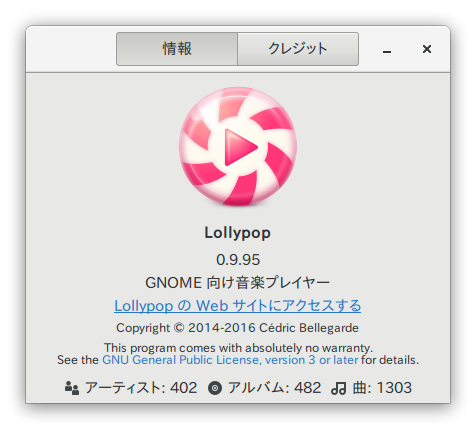 情報 クレジット
Lollypop
0.9.95
GNOME 向け音楽プレイヤー
Lollypop の Web サイトにアクセスする
Copyright © 2014-2016 Cédric Bellegarde
This program comes with absolutely no warranty.
See the GNU General Public License, version 3 or later for details.
アーティスト: 402 アルバム: 482 曲: 1303